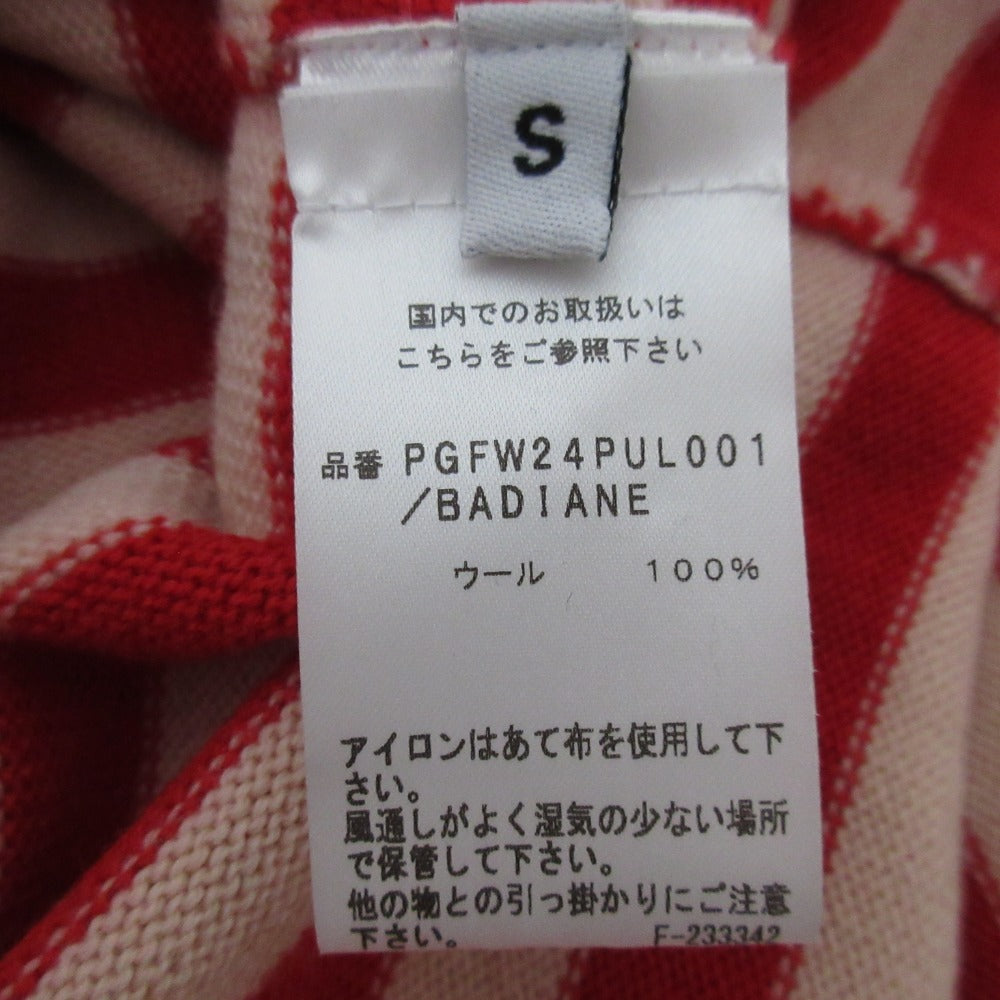 S
国内でのお取扱いは
こちらをご参照下さい
品番 PGFW24PUL001
/BADIANE
ウール 100%
アイロンはあて布を使用して下
さい。
風通しがよく湿気の少ない場所
で保管して下さい。
他の物との引っ掛かりにご注意
下さい。 F-233342